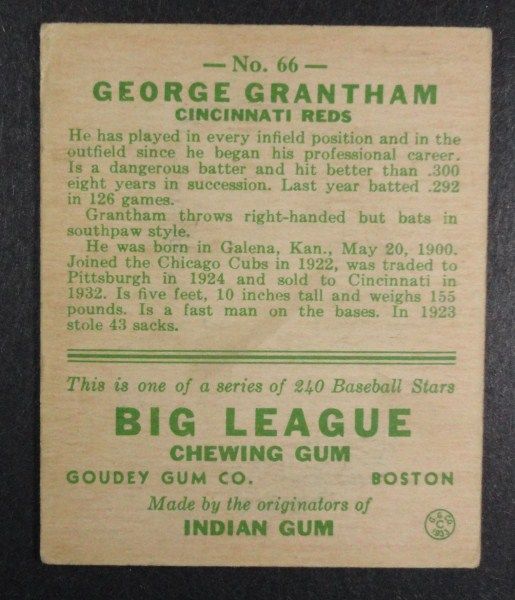 — No. 66 —
GEORGE GRANTHAM
CINCINNATI REDS
He has played in every infield position and in the
outfield since he began his professional career.
Is a dangerous batter and hit better than .300
eight years in succession. Last year batted .292
in 126 games.
Grantham throws right-handed but bats in
southpaw style.
He was born in Galena, Kan., May 20, 1900.
Joined the Chicago Cubs in 1922, was traded to
Pittsburgh in 1924 and sold to Cincinnati in
1932. Is five feet, 10 inches tall and weighs 155
pounds. Is a fast man on the bases. In 1923
stole 43 sacks.
This is one of a series of 240 Baseball Stars
BIG LEAGUE
CHEWING GUM
GOUDEY GUM CO. BOSTON
Made by the originators of
INDIAN GUM